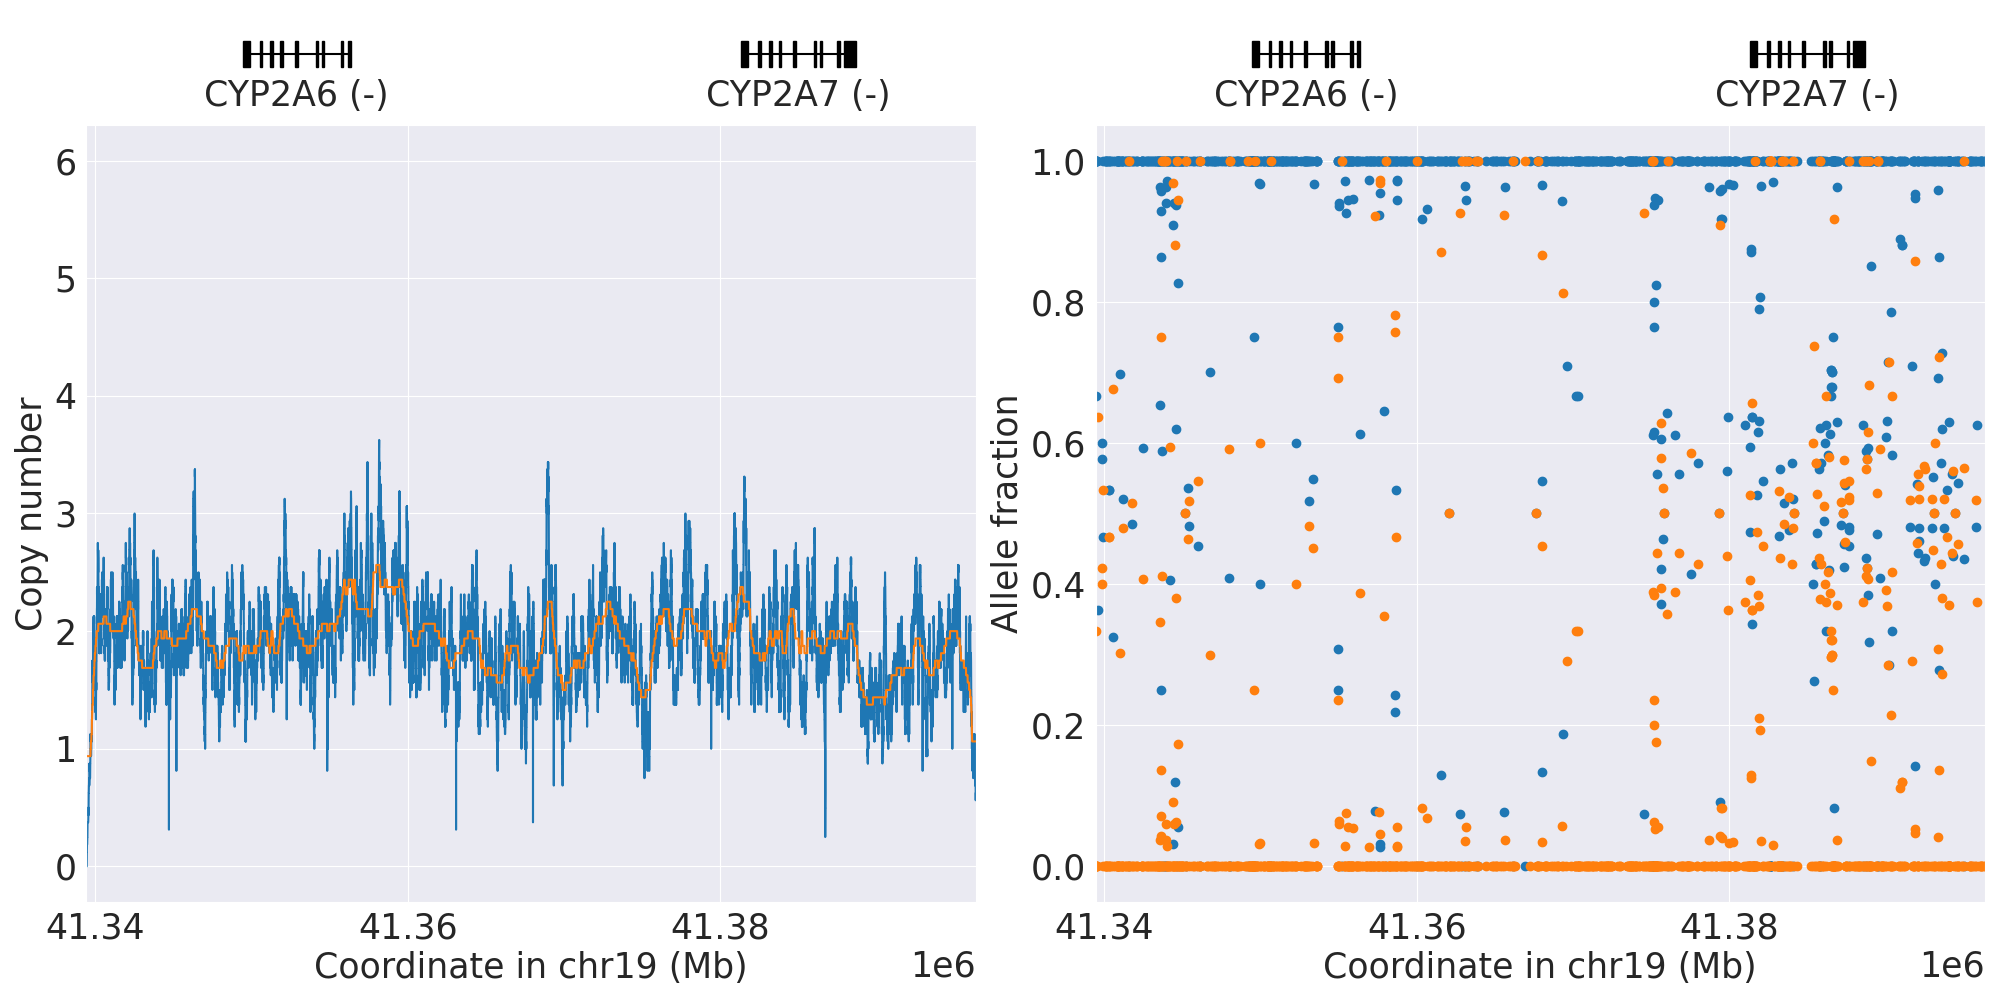 CYP2A6 (-)
CYP2A7 (-)
6
5
4
3
2
1
0
Copy number
41.34
41.36
41.38
Coordinate in chr19 (Mb)
1e6
CYP2A6 (-)
CYP2A7 (-)
1.0
0.8
0.6
0.4
0.2
0.0
Allele fraction
41.34
41.36
41.38
Coordinate in chr19 (Mb)
1e6